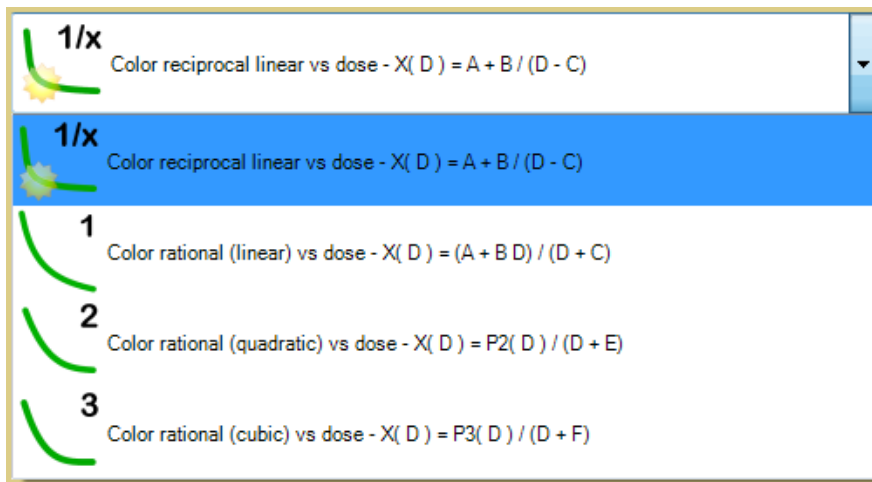 1/x
Color reciprocal linear vs dose - X( D ) = A + B / (D - C)
1/x
Color reciprocal linear vs dose - X( D ) = A + B / (D - C)
1
Color rational (linear) vs dose - X( D ) = (A + B D) / (D + C)
2
Color rational (quadratic) vs dose - X( D ) = P2( D ) / (D + E)
3
Color rational (cubic) vs dose - X( D ) = P3( D ) / (D + F)